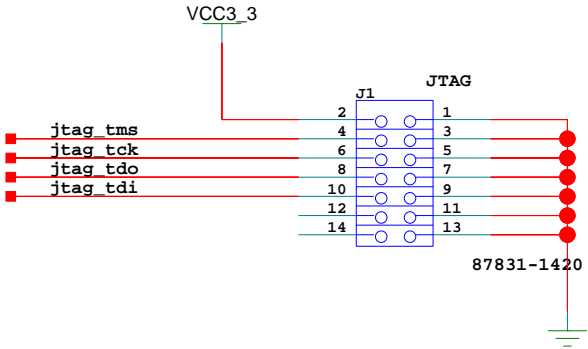 VCC3_3
JTAG
J1
2 1
jtag_tms 4 3
jtag_tck 6 5
jtag_tdo 8 7
jtag_tdi 10 9
12 11
14 13
87831-1420